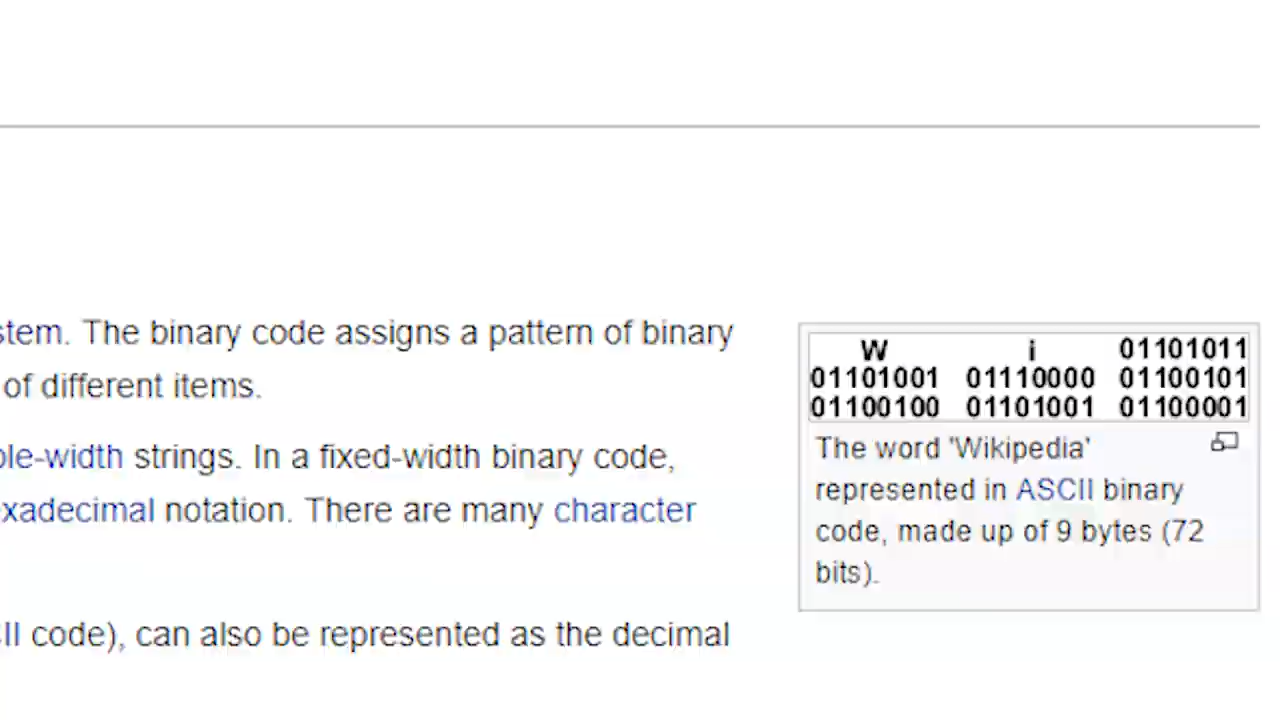 stem. The binary code assigns a pattern of binary
of different items.
ble-width strings. In a fixed-width binary code,
exadecimal notation. There are many character
CII code), can also be represented as the decimal
W i 01101011
01101001 01110000 01100101
01100100 01101001 01100001
The word 'Wikipedia'
represented in ASCII binary
code, made up of 9 bytes (72
bits).